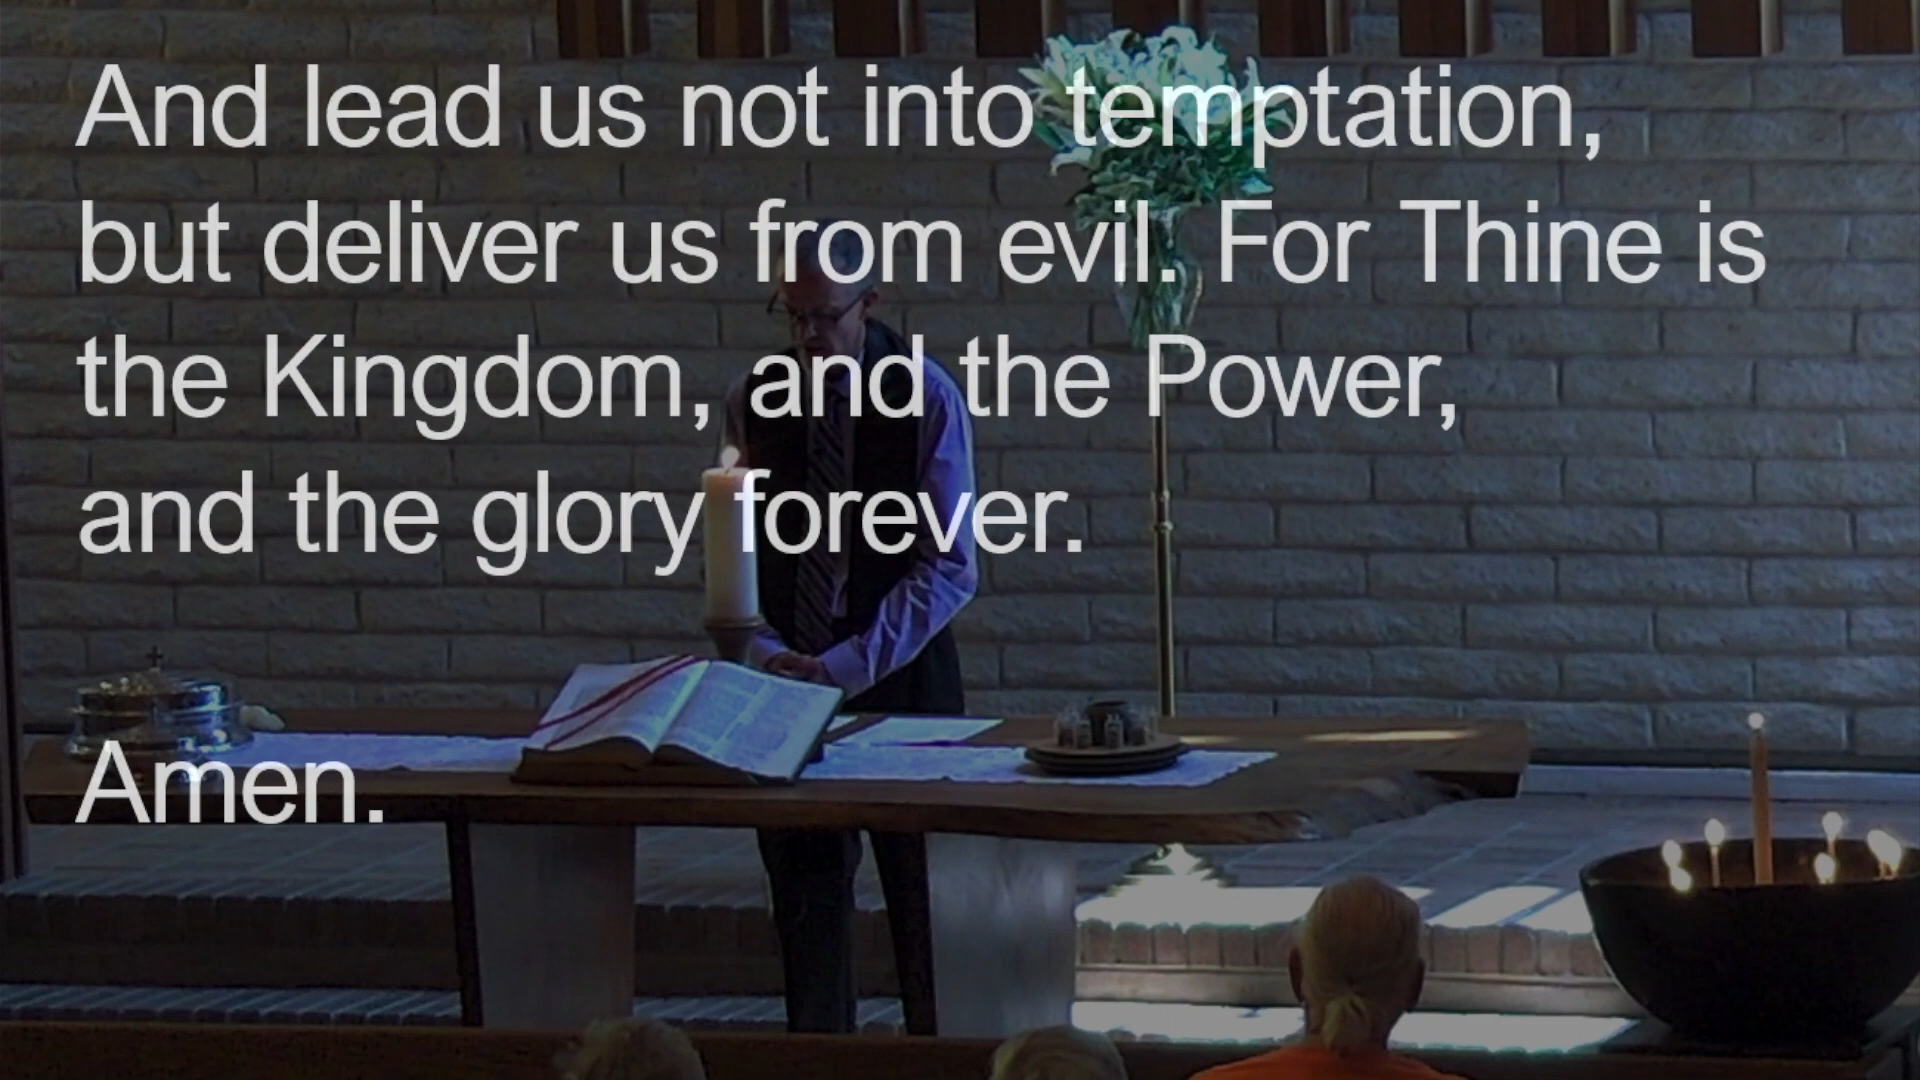 And lead us not into temptation,
but deliver us from evil. For Thine is
the Kingdom, and the Power,
and the glory forever.
Amen.